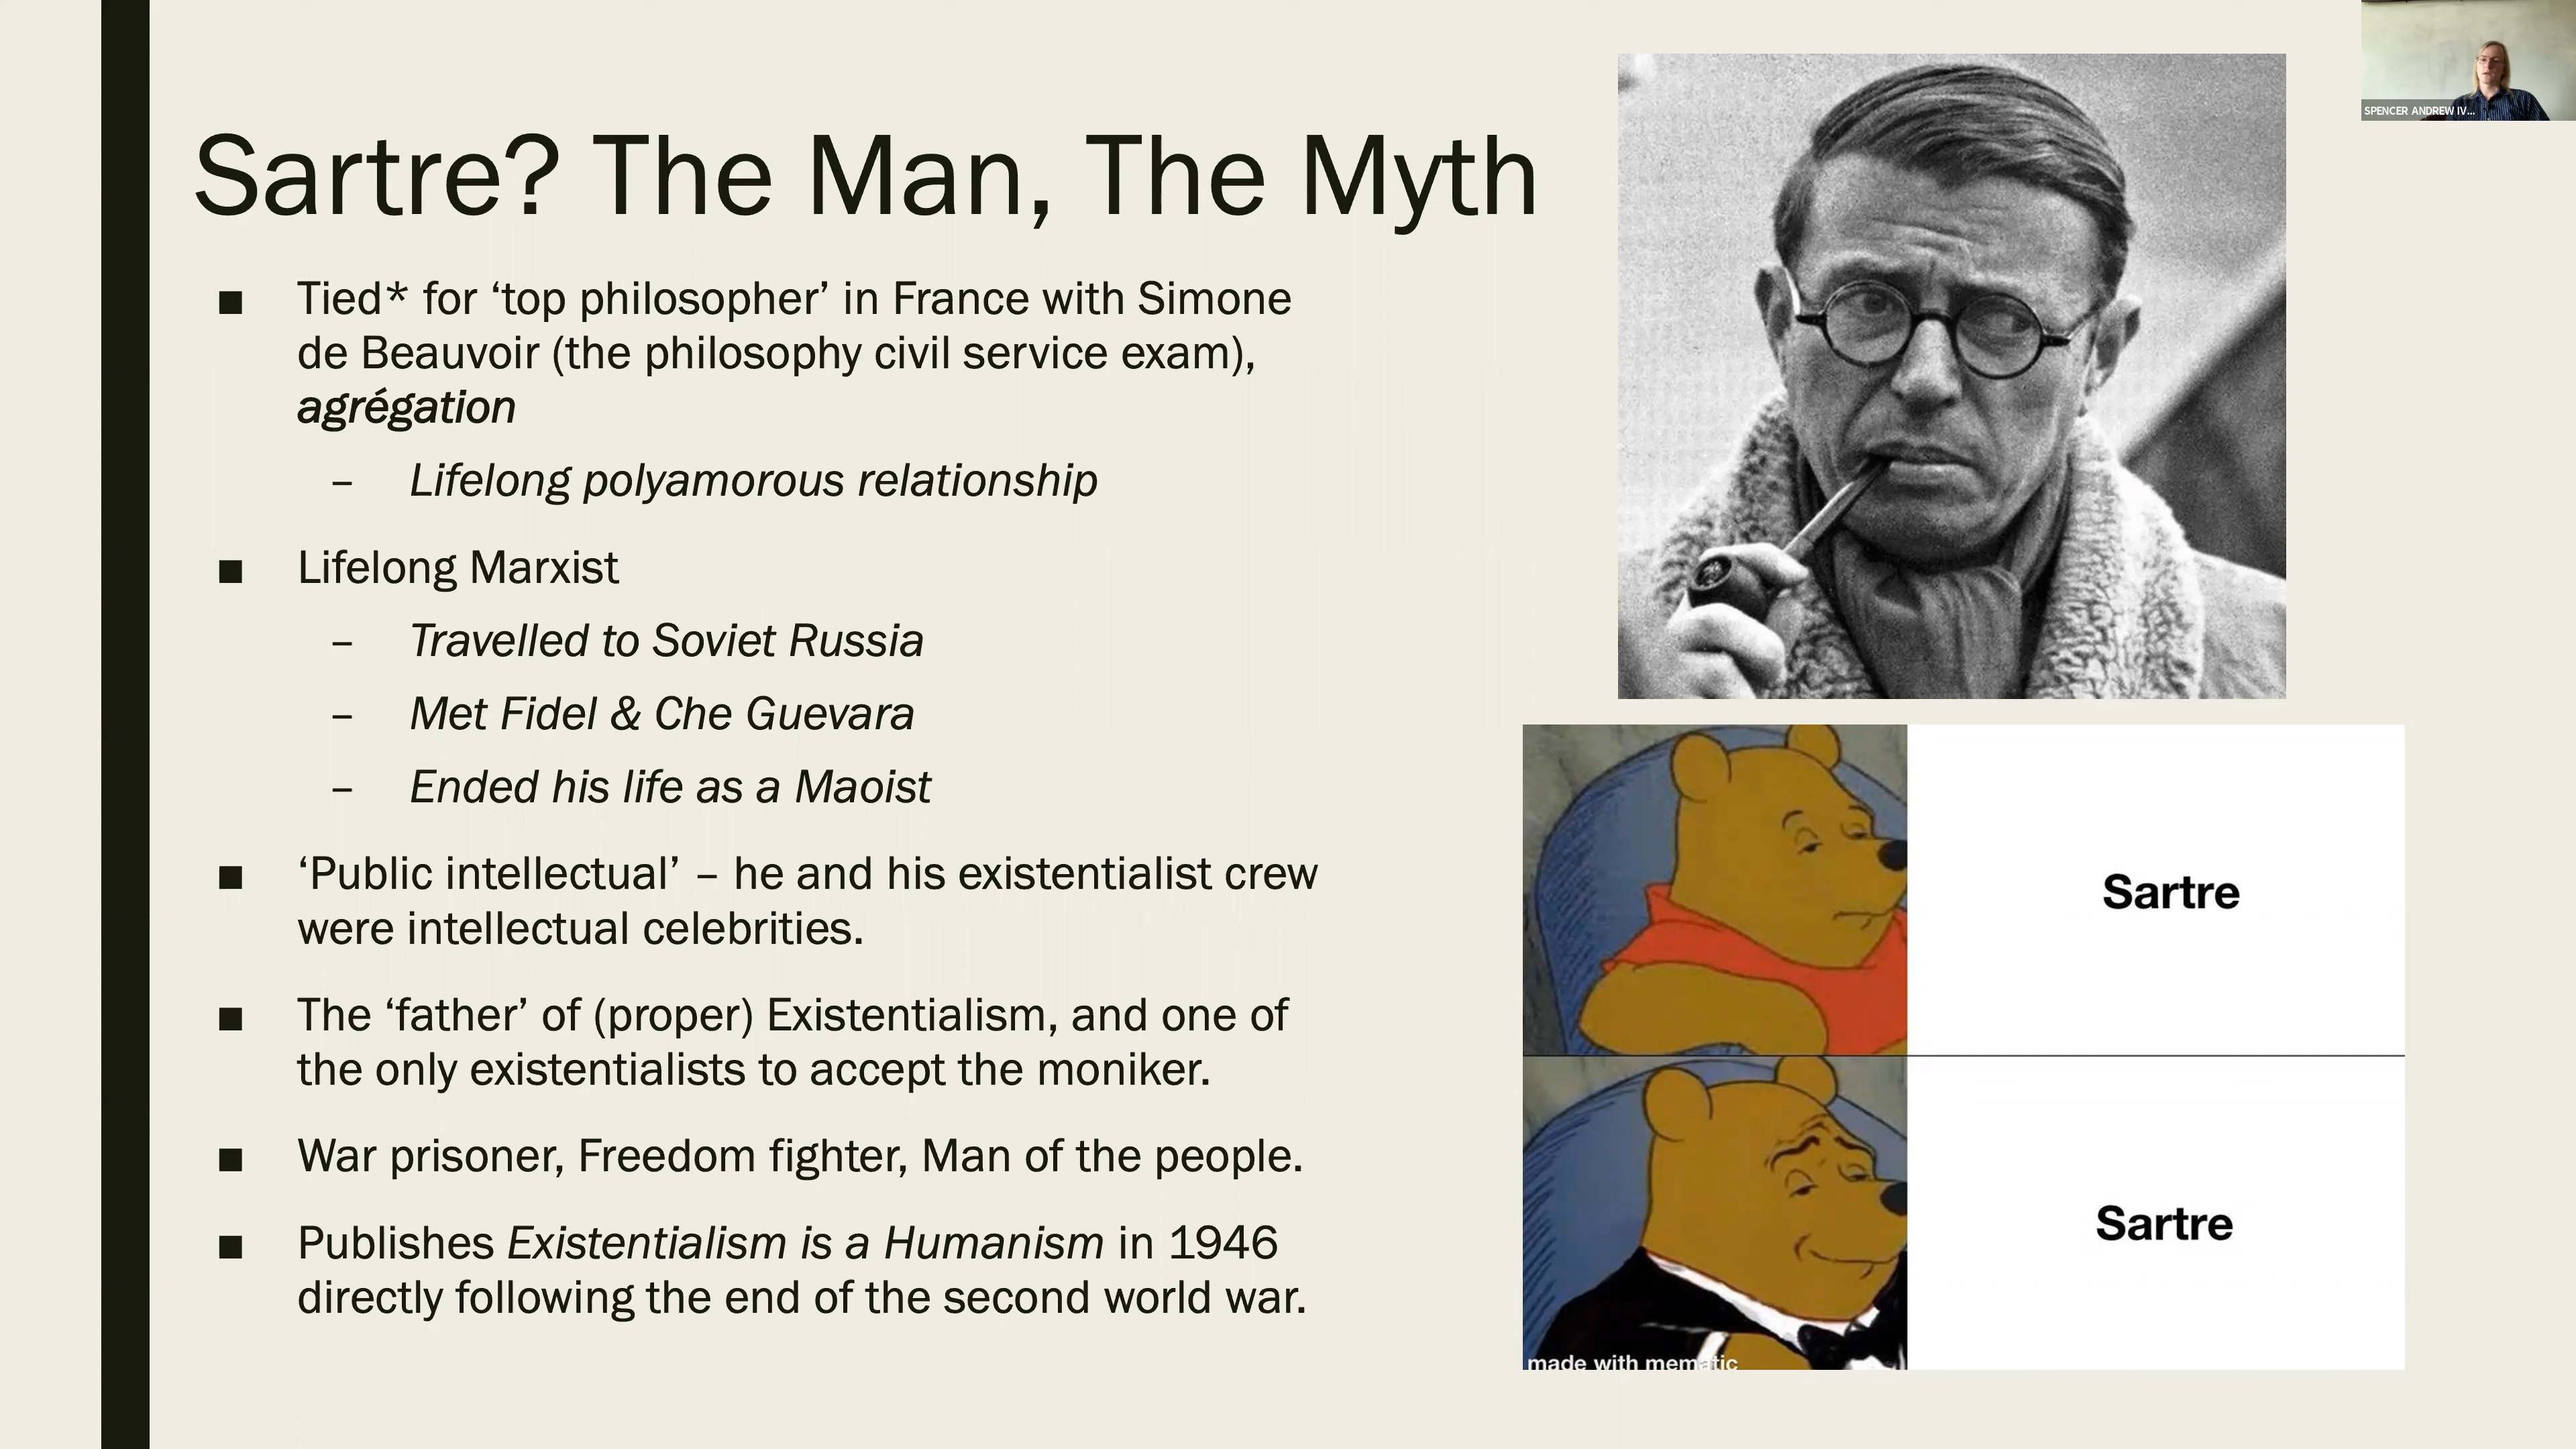 Sartre? The Man, The Myth
■ Tied* for ‘top philosopher’ in France with Simone
de Beauvoir (the philosophy civil service exam),
agrégation
– Lifelong polyamorous relationship
■ Lifelong Marxist
– Travelled to Soviet Russia
– Met Fidel & Che Guevara
– Ended his life as a Maoist
■ ‘Public intellectual’ – he and his existentialist crew
were intellectual celebrities.
■ The ‘father’ of (proper) Existentialism, and one of
the only existentialists to accept the moniker.
■ War prisoner, Freedom fighter, Man of the people.
■ Publishes Existentialism is a Humanism in 1946
directly following the end of the second world war.
SPENCER ANDREW IV...
Sartre
Sartre
made with mematic